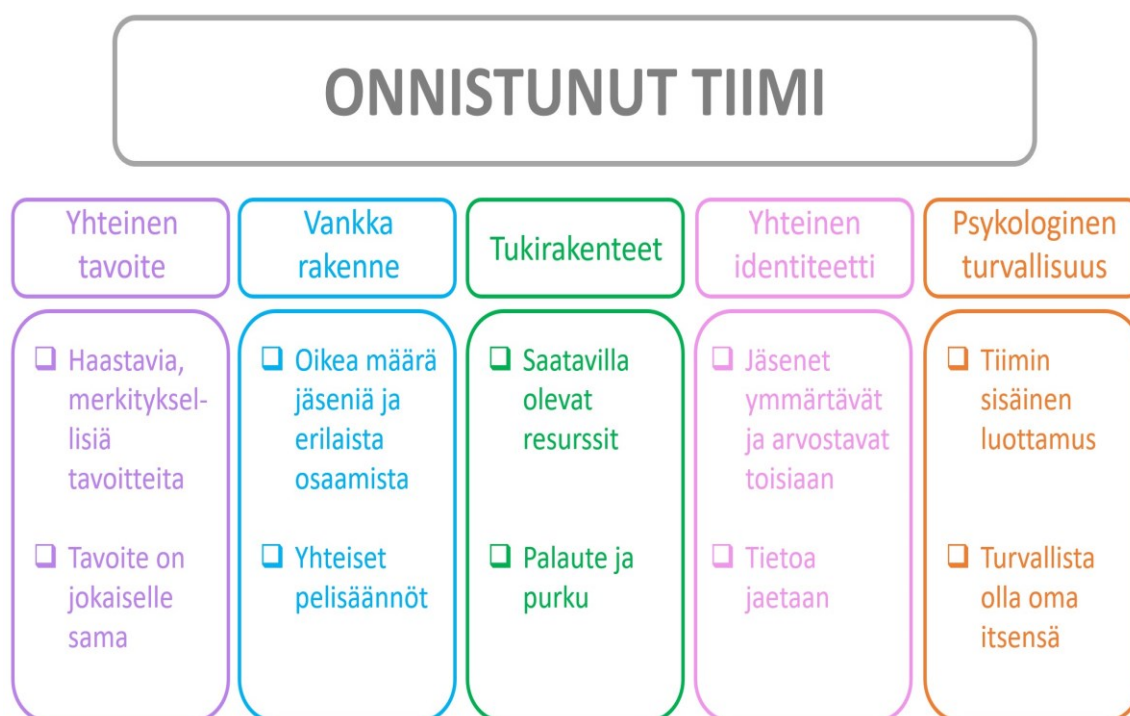 ONNISTUNUT TIIMI
Yhteinen
tavoite
❑ Haastavia,
merkityksel-
lisiä
tavoitteita
❑ Tavoite on
jokaiselle
sama
Vankka
rakenne
❑ Oikea määrä
jäseniä ja
erilaista
osaamista
❑ Yhteiset
pelisäännöt
Tukirakenteet
❑ Saatavilla
olevat
resurssit
❑ Palaute ja
purku
Yhteinen
identiteetti
❑ Jäsenet
ymmärtävät
ja arvostavat
toisiaan
❑ Tietoa
jaetaan
Psykologinen
turvallisuus
❑ Tiimin
sisäinen
luottamus
❑ Turvallista
olla oma
itsensä